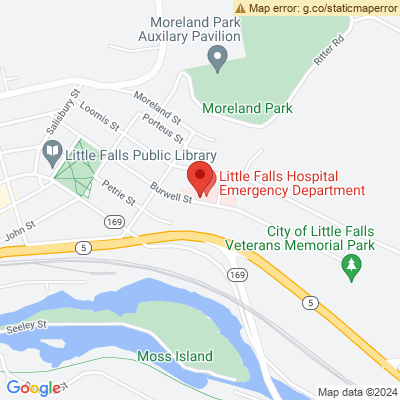 Map error: g.co/staticmaperror
Moreland Park
Auxilary Pavilion
Ritter Rd
Salisbury St
Loomis St
Moreland St
Porteus St
Moreland Park
Little Falls Public Library
Little Falls Hospital
Emergency Department
Petrie St
Burwell St
John St
169
5
City of Little Falls
Veterans Memorial Park
169
5
Seeley St
Moss Island
Google
St
Map data ©2024